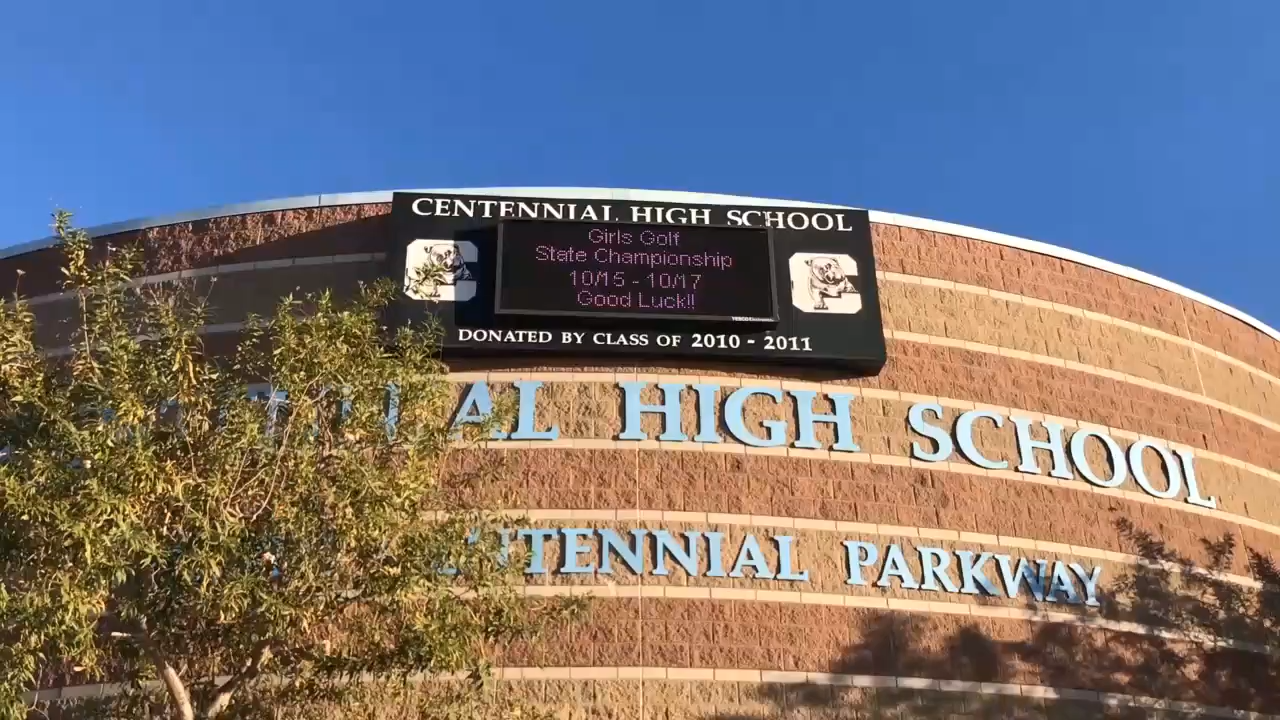 CENTENNIAL HIGH SCHOOL
Girls Golf
State Championship
10/15 - 10/17
Good Luck!!
DONATED BY CLASS OF 2010 - 2011
HIGH SCHOOL
CENTENNIAL PARKWAY